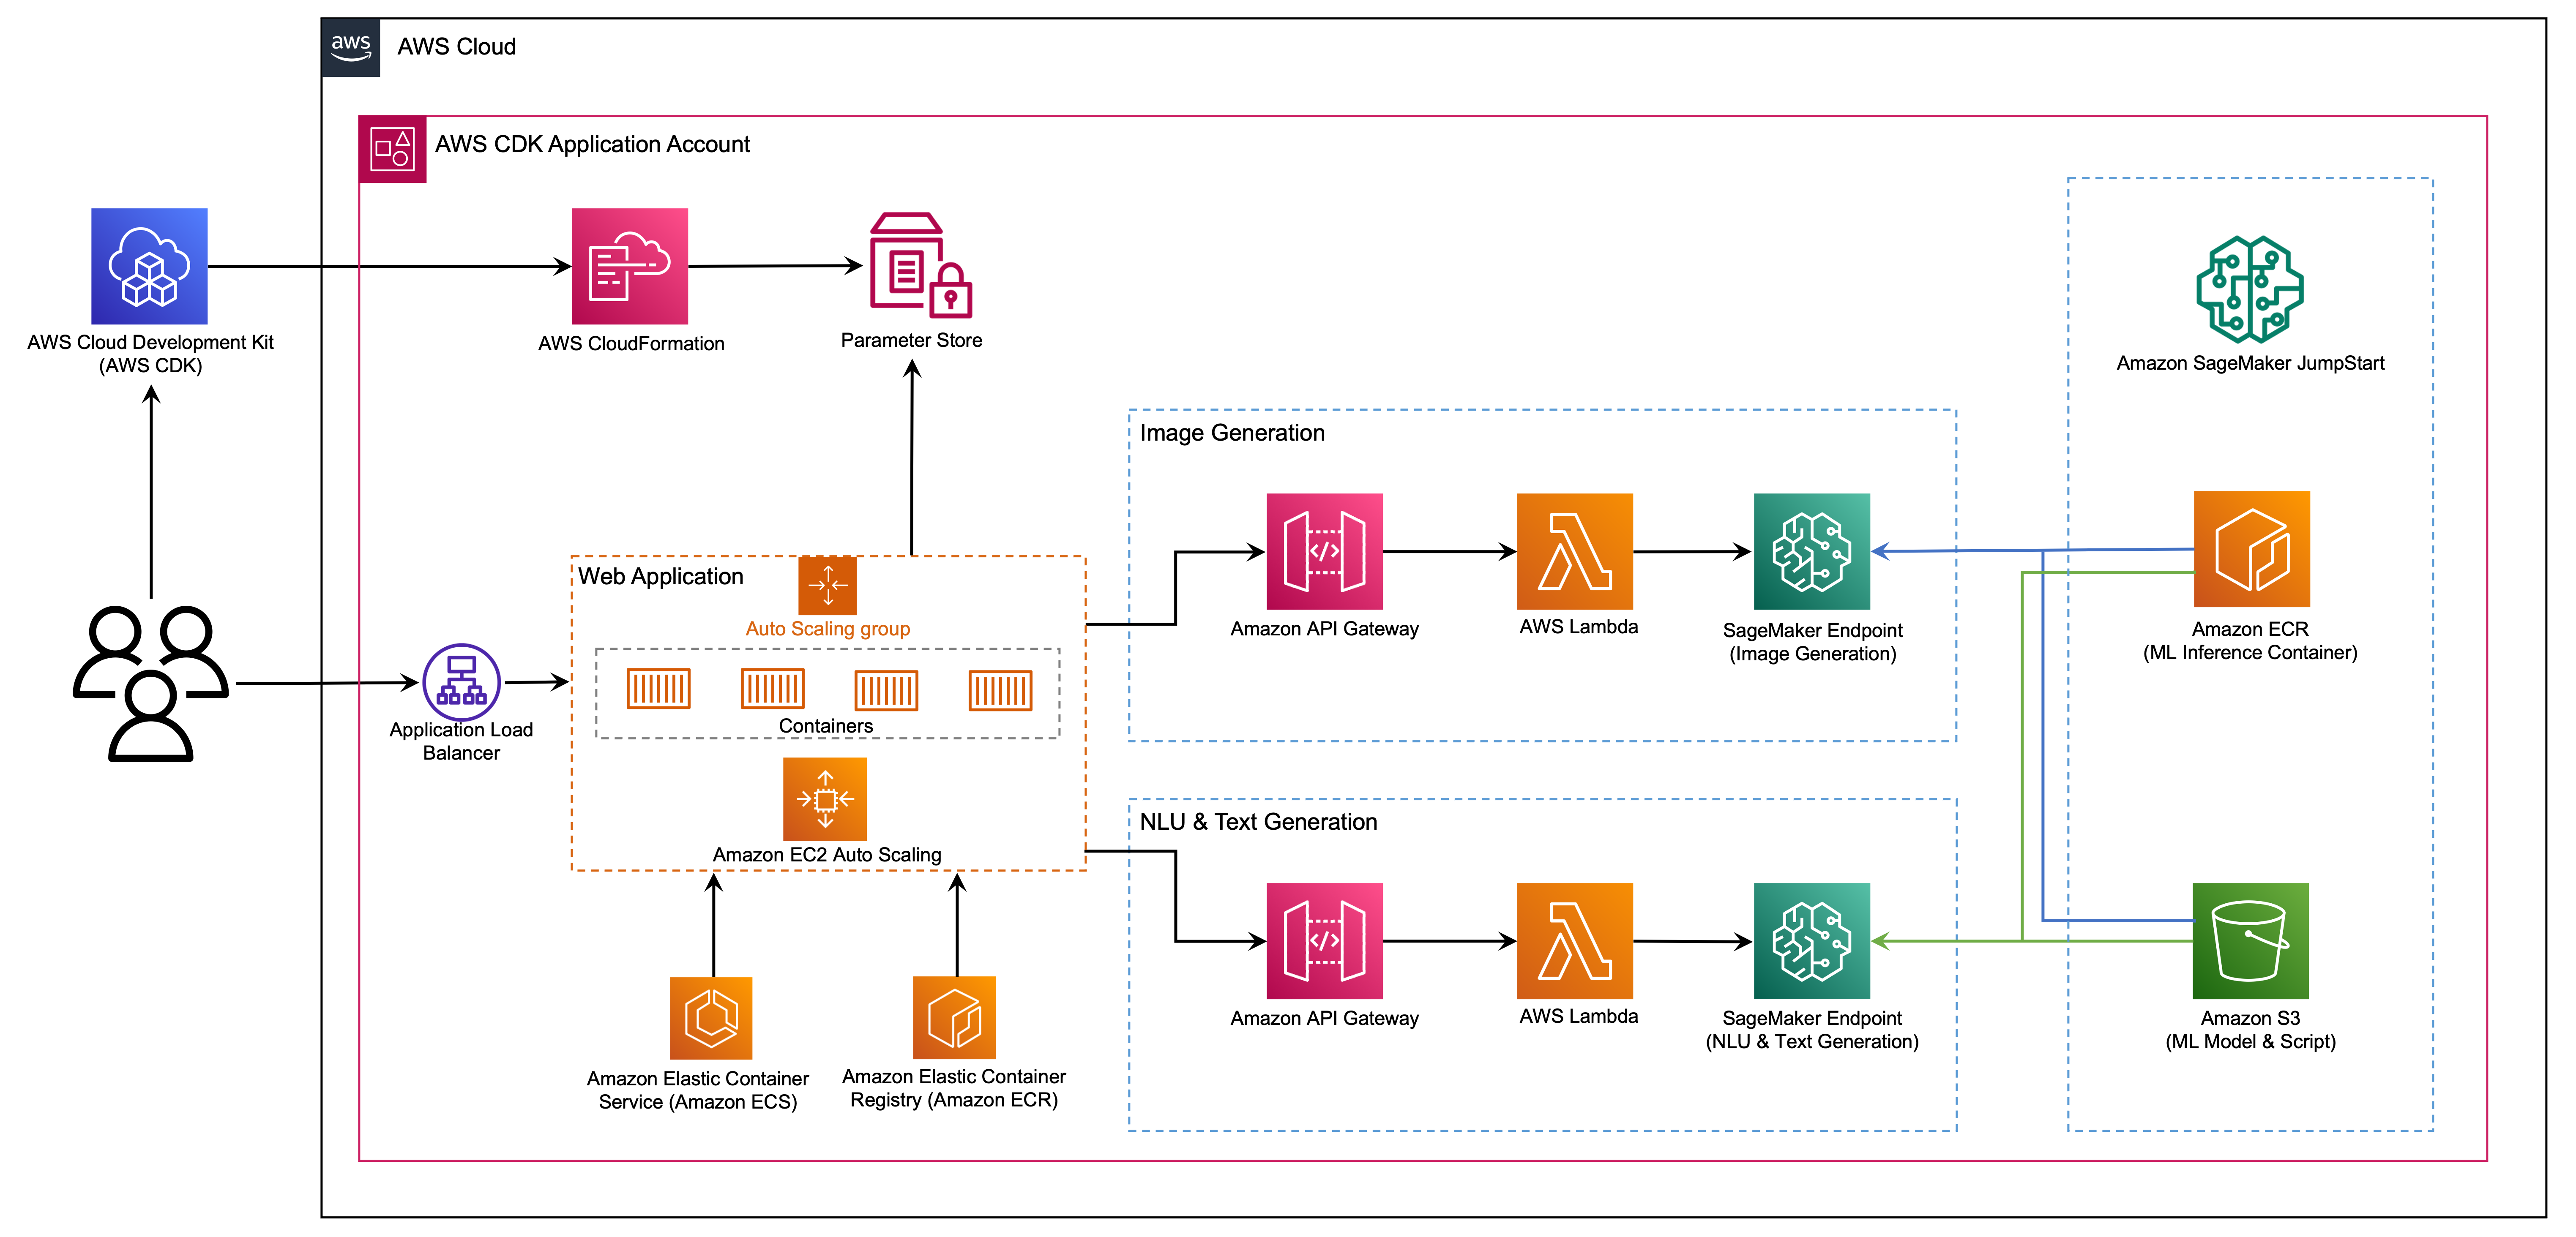 aws
AWS Cloud
AWS CDK Application Account
AWS Cloud Development Kit
(AWS CDK)
AWS CloudFormation
Parameter Store
Amazon SageMaker JumpStart
Image Generation
Amazon API Gateway
AWS Lambda
SageMaker Endpoint
(Image Generation)
Amazon ECR
(ML Inference Container)
Web Application
Auto Scaling group
Containers
Amazon EC2 Auto Scaling
Application Load
Balancer
NLU & Text Generation
Amazon API Gateway
AWS Lambda
SageMaker Endpoint
(NLU & Text Generation)
Amazon S3
(ML Model & Script)
Amazon Elastic Container
Service (Amazon ECS)
Amazon Elastic Container
Registry (Amazon ECR)